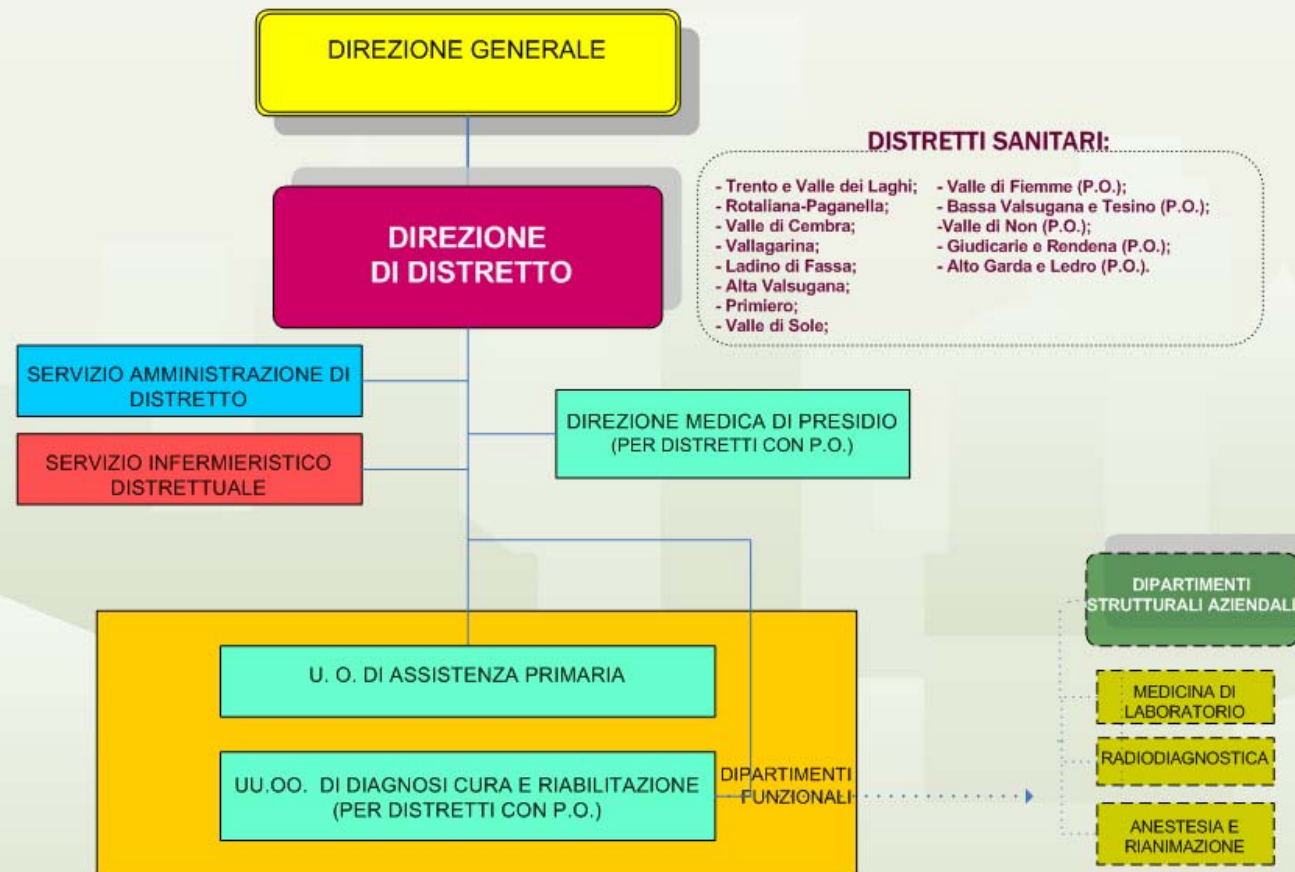 DIREZIONE GENERALE
DIREZIONE
DI DISTRETTO
DISTRETTI SANITARI:
- Trento e Valle dei Laghi;
- Rotaliana-Paganella;
- Valle di Cembra;
- Vallagarina;
- Ladino di Fassa;
- Alta Valsugana;
- Primiero;
- Valle di Sole;
- Valle di Fiemme (P.O.);
- Bassa Valsugana e Tesino (P.O.);
-Valle di Non (P.O.);
- Giudicarie e Rendena (P.O.);
- Alto Garda e Ledro (P.O.).
SERVIZIO AMMINISTRAZIONE DI
DISTRETTO
SERVIZIO INFERMIERISTICO
DISTRETTUALE
DIREZIONE MEDICA DI PRESIDIO
(PER DISTRETTI CON P.O.)
U. O. DI ASSISTENZA PRIMARIA
UU.OO. DI DIAGNOSI CURA E RIABILITAZIONE
(PER DISTRETTI CON P.O.)
DIPARTIMENTI
FUNZIONALI
DIPARTIMENTI
STRUTTURALI AZIENDALI
MEDICINA DI
LABORATORIO
RADIODIAGNOSTICA
ANESTESIA E
RIANIMAZIONE